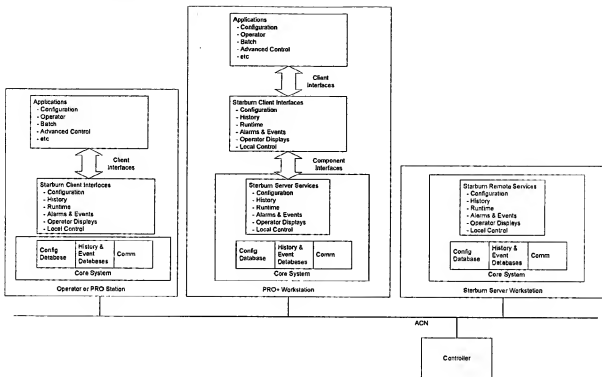 Applications
- Configuration
- Operator
- Batch
- Advanced Control
- etc
Client
Interfaces
Starburn Client Interfaces
- Configuration
- History
- Runtime
- Alarms & Events
- Operator Displays
- Local Control
Config
Database
History &
Event
Databases
Comm
Core System
Operator or PRO Station
Applications
- Configuration
- Operator
- Batch
- Advanced Control
- etc
Client
Interfaces
Starburn Client Interfaces
- Configuration
- History
- Runtime
- Alarms & Events
- Operator Displays
- Local Control
Component
Interfaces
Starburn Server Services
- Configuration
- History
- Runtime
- Alarms & Events
- Operator Displays
- Local Control
Config
Database
History &
Event
Databases
Comm
Core System
PRO+ Workstation
Starburn Remote Services
- Configuration
- History
- Runtime
- Alarms & Events
- Operator Displays
- Local Control
Config
Database
History &
Event
Databases
Comm
Core System
Starburn Server Workstation
ACN
Controller